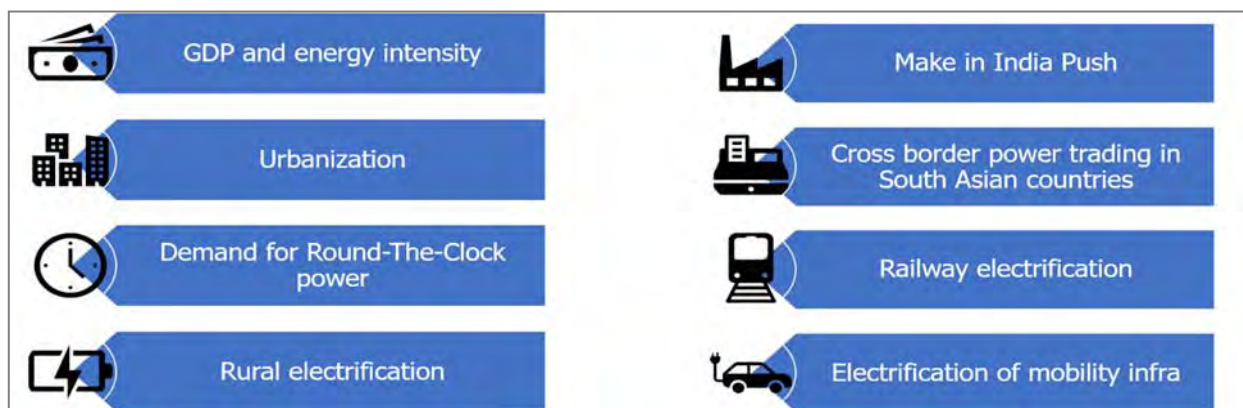 GDP and energy intensity
Urbanization
Demand for Round-The-Clock
power
Rural electrification
Make in India Push
Cross border power trading in
South Asian countries
Railway electrification
Electrification of mobility infra